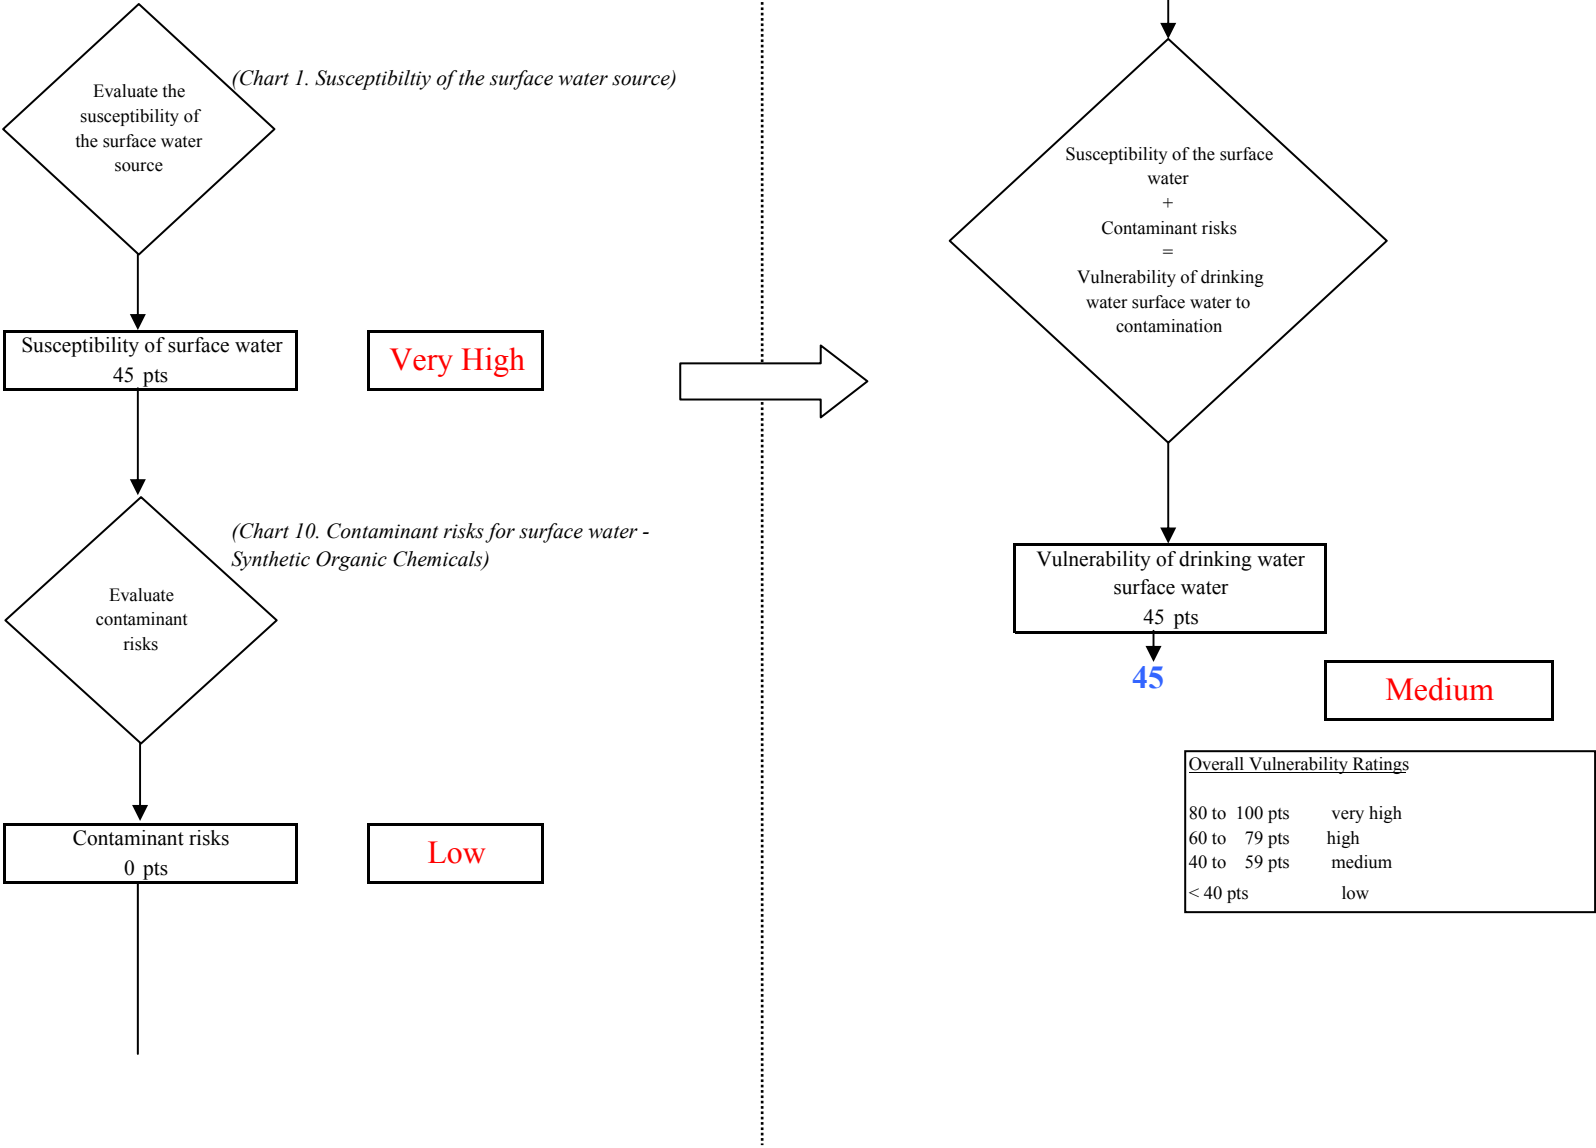 Evaluate the
susceptibility of
the surface water
source
(Chart 1. Susceptibiltiy of the surface water source)
Susceptibility of surface water
45 pts
Very High
(Chart 10. Contaminant risks for surface water -
Synthetic Organic Chemicals)
Evaluate
contaminant
risks
Contaminant risks
0 pts
Low
Susceptibility of the surface
water
+
Contaminant risks
=
Vulnerability of drinking
water surface water to
contamination
Vulnerability of drinking water
surface water
45 pts
45
Medium
Overall Vulnerability Ratings
80 to 100 pts very high
60 to 79 pts high
40 to 59 pts medium
< 40 pts low